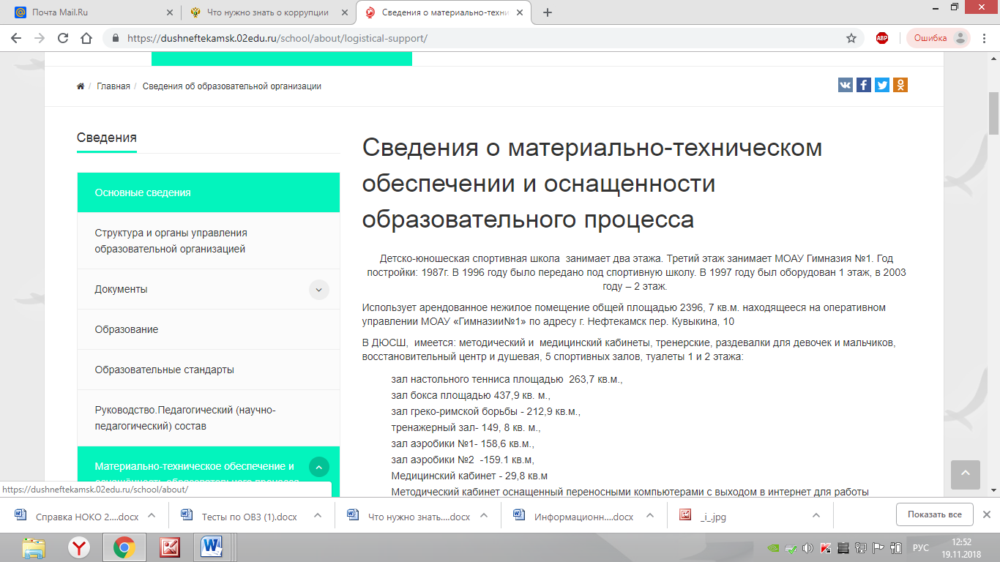 Почта Mail.Ru
Что нужно знать о коррупции
Сведения о материально-техни
https://dushneftekamsk.02edu.ru/school/about/logistical-support/
ABP
Ошибка
Главная / Сведения об образовательной организации
Сведения
Основные сведения
Структура и органы управления
образовательной организацией
Документы
Образование
Образовательные стандарты
Руководство.Педагогический (научно-
педагогический) состав
Материально-техническое обеспечение и
https://dushneftekamsk.02edu.ru/school/about/
Сведения о материально-техническом
обеспечении и оснащенности
образовательного процесса
Детско-юношеская спортивная школа занимает два этажа. Третий этаж занимает МОАУ Гимназия №1. Год
постройки: 1987г. В 1996 году было передано под спортивную школу. В 1997 году был оборудован 1 этаж, в 2003
году – 2 этаж.
Использует арендованное нежилое помещение общей площадью 2396, 7 кв.м. находящееся на оперативном
управлении МОАУ «Гимназии№1» по адресу г. Нефтекамск пер. Кувыкина, 10
В ДЮСШ, имеется: методический и медицинский кабинеты, тренерские, раздевалки для девочек и мальчиков,
восстановительный центр и душевая, 5 спортивных залов, туалеты 1 и 2 этажа:
зал настольного тенниса площадью 263,7 кв.м.,
зал бокса площадью 437,9 кв. м.,
зал греко-римской борьбы - 212,9 кв.м.,
тренажерный зал- 149, 8 кв. м.,
зал аэробики №1- 158,6 кв.м.,
зал аэробики №2 -159.1 кв.м,
Медицинский кабинет - 29,8 кв.м
Методический кабинет оснащенный переносными компьютерами с выходом в интернет для работы
Справка НОКО 2....docx
Тесты по ОВЗ (1).docx
Что нужно знать....docx
Информационн....docx
_i_.jpg
Показать все
РУС
12:52
19.11.2018